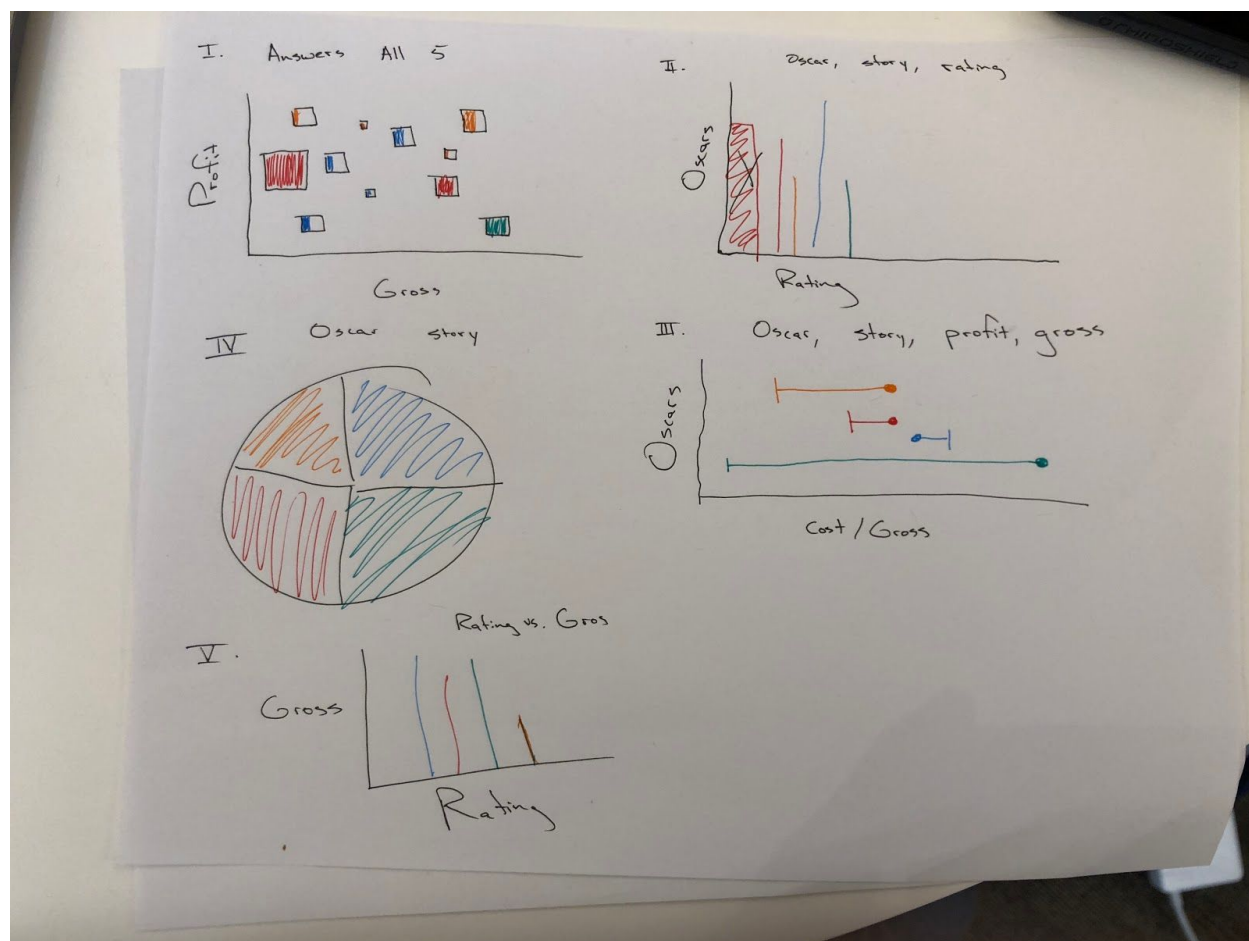 I. Answers All 5
Profit
Gross
II. Oscar, story, rating
Oscars
Rating
IV Oscar story
III. Oscar, story, profit, gross
Oscars
Cost/Gross
V. Rating vs. Gros
Gross
Rating